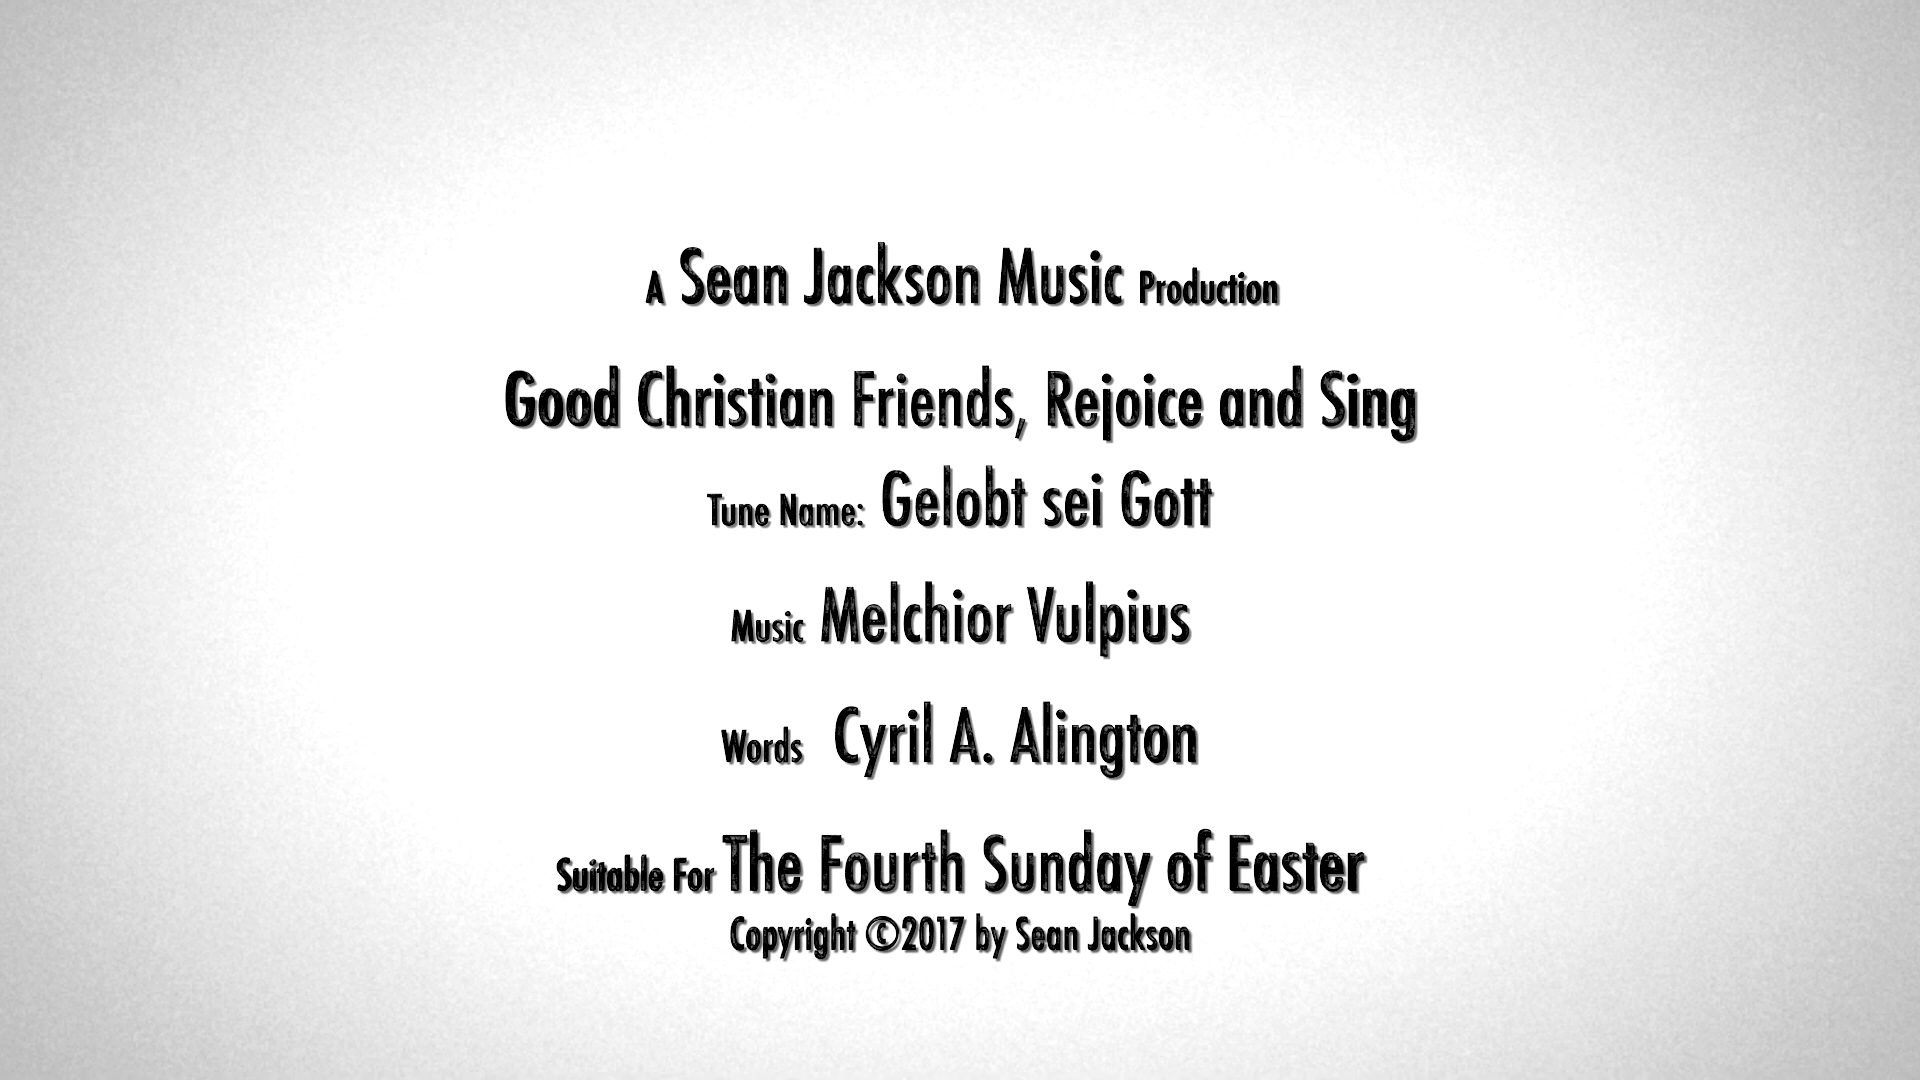 A Sean Jackson Music Production
Good Christian Friends, Rejoice and Sing
Tune Name: Gelobt sei Gott
Music Melchior Vulpius
Words Cyril A. Alington
Suitable For The Fourth Sunday of Easter
Copyright ©2017 by Sean Jackson